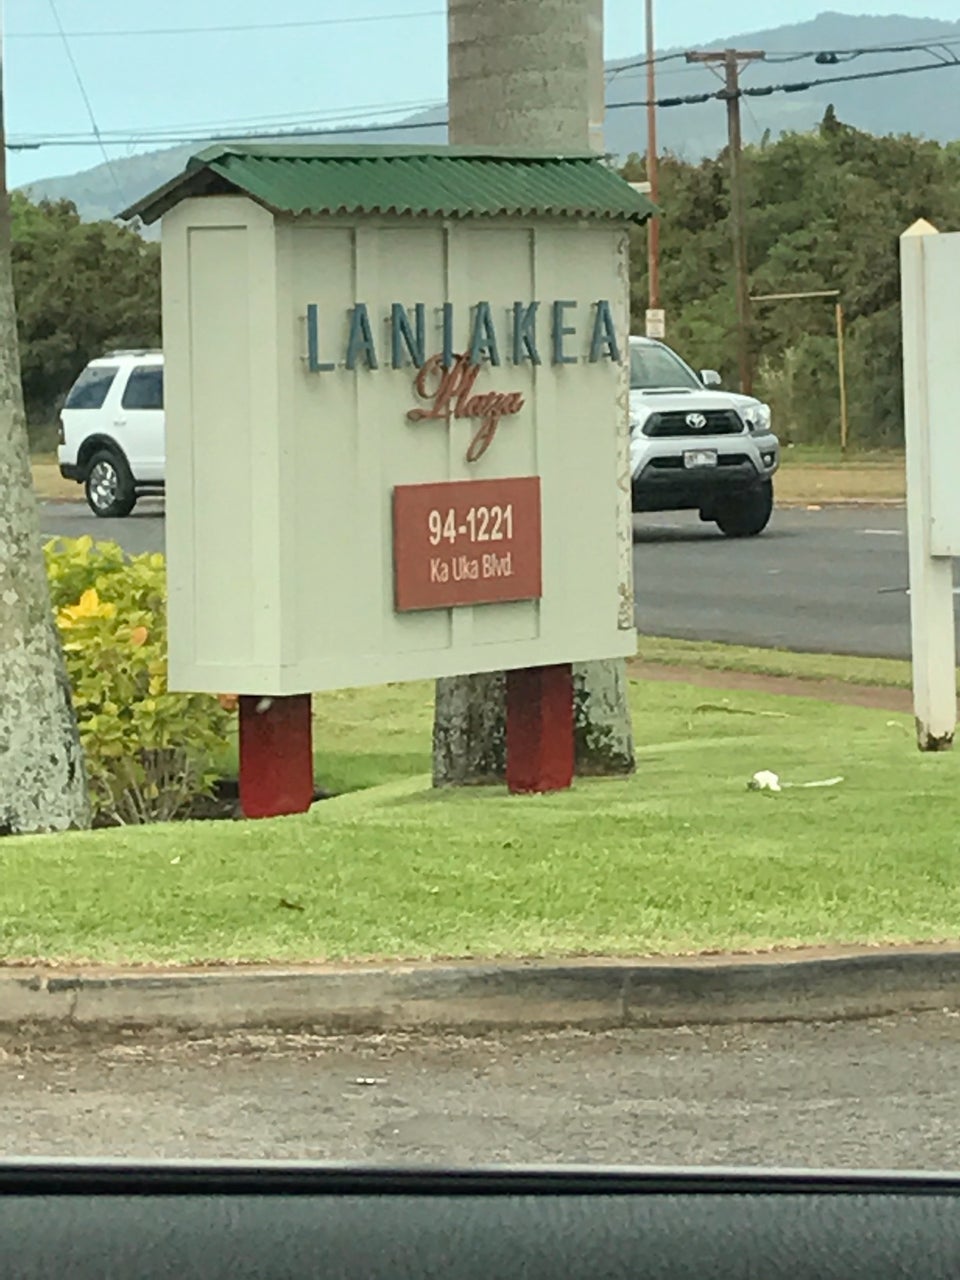 LANIAKEA
Plaza
94-1221
Ka Uka Blvd.